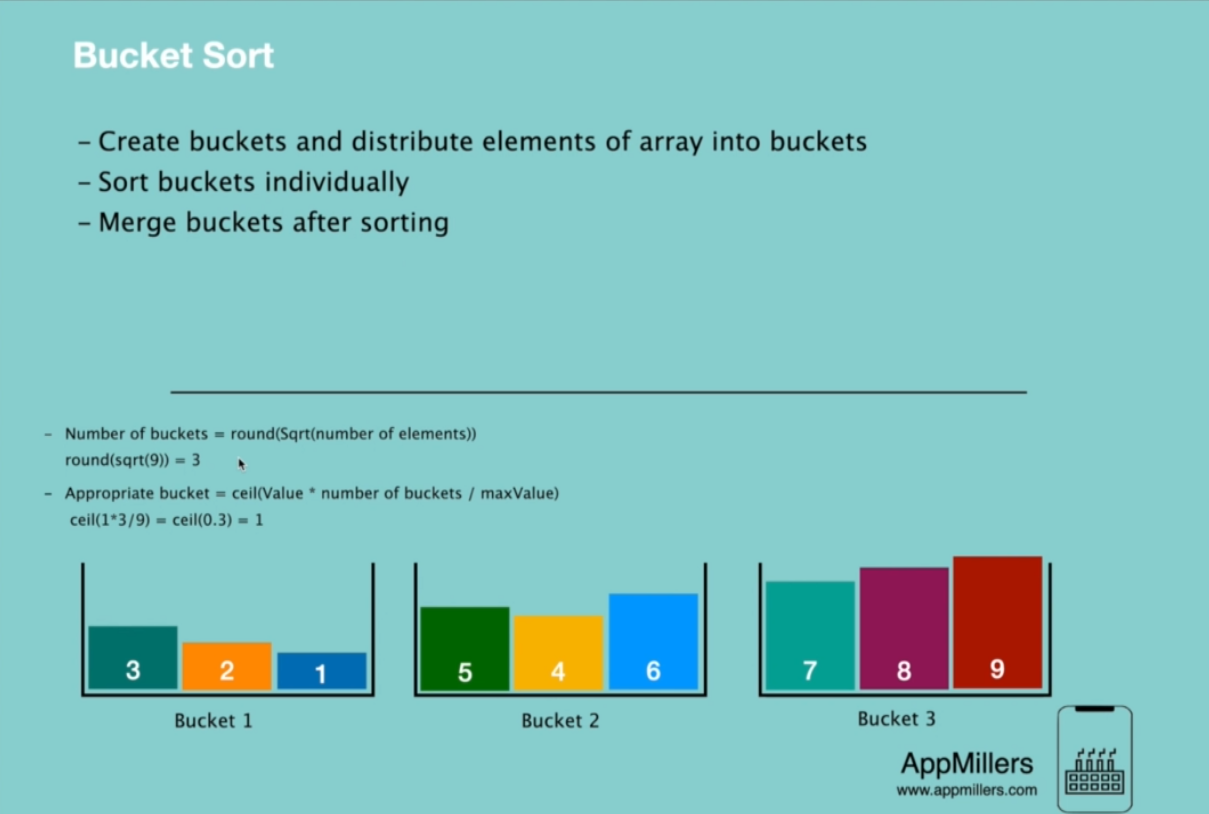 Bucket Sort
– Create buckets and distribute elements of array into buckets
– Sort buckets individually
– Merge buckets after sorting
– Number of buckets = round(Sqrt(number of elements))
round(sqrt(9)) = 3
– Appropriate bucket = ceil(Value * number of buckets / maxValue)
ceil(1*3/9) = ceil(0.3) = 1
3 2 1 5 4 6 7 8 9
Bucket 1 Bucket 2 Bucket 3
AppMillers
www.appmillers.com